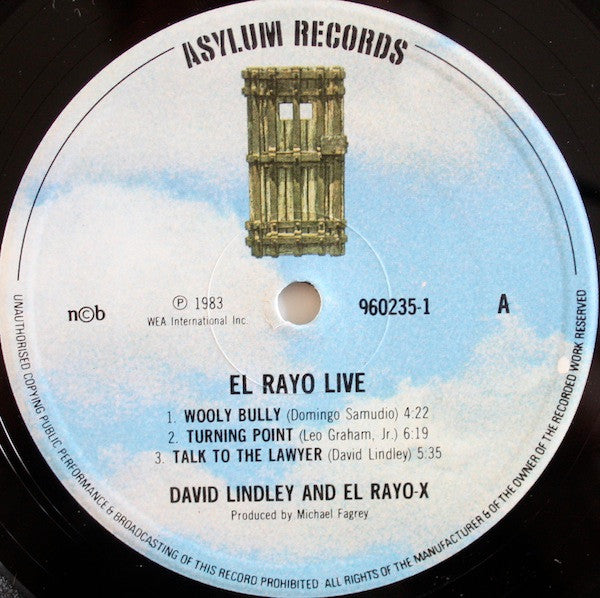 ASYLUM RECORDS
n©b
℗ 1983
WEA International Inc.
960235-1
A
EL RAYO LIVE
1. WOOLY BULLY (Domingo Samudio) 4:22
2. TURNING POINT (Leo Graham, Jr.) 6:19
3. TALK TO THE LAWYER (David Lindley) 5:35
DAVID LINDLEY AND EL RAYO-X
Produced by Michael Fagrey
UNAUTHORISED COPYING PUBLIC PERFORMANCE & BROADCASTING OF THIS RECORD PROHIBITED ALL RIGHTS OF THE MANUFACTURER & OF THE OWNER OF THE RECORDED WORK RESERVED